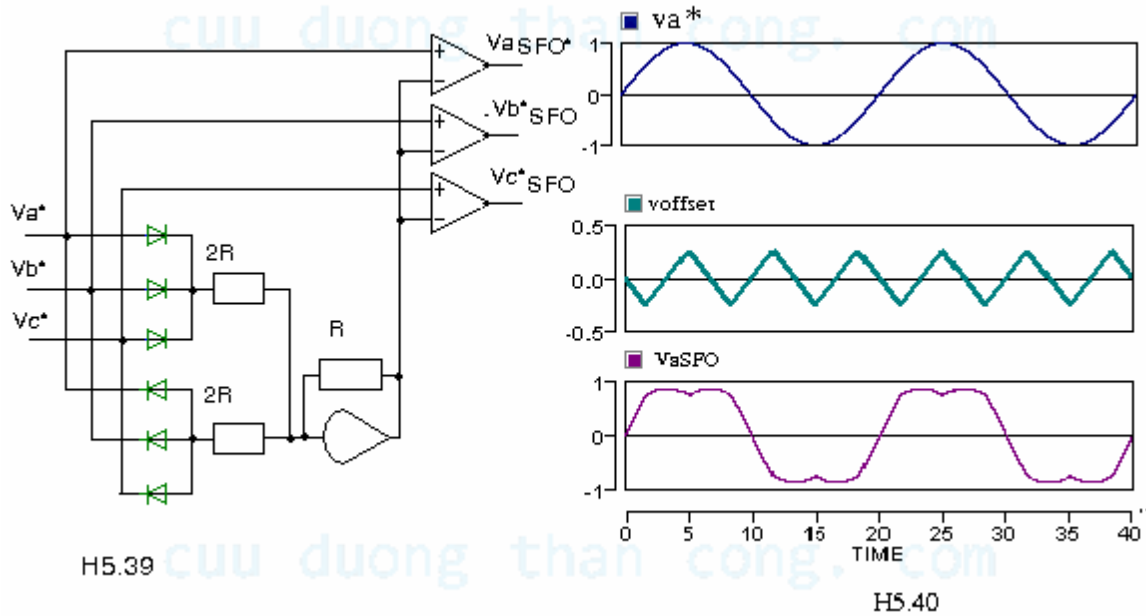 cuu duong than cong. com
VaSFO*
.Vb*SFO
Vc*SFO
Va*
Vb*
Vc*
2R
R
2R
H5.39
va*
1
0
-1
voffset
0.5
0.0
-0.5
VaSFO
1
0
-1
0 5 10 15 20 25 30 35 40
TIME
H5.40
cuu duong than cong. com